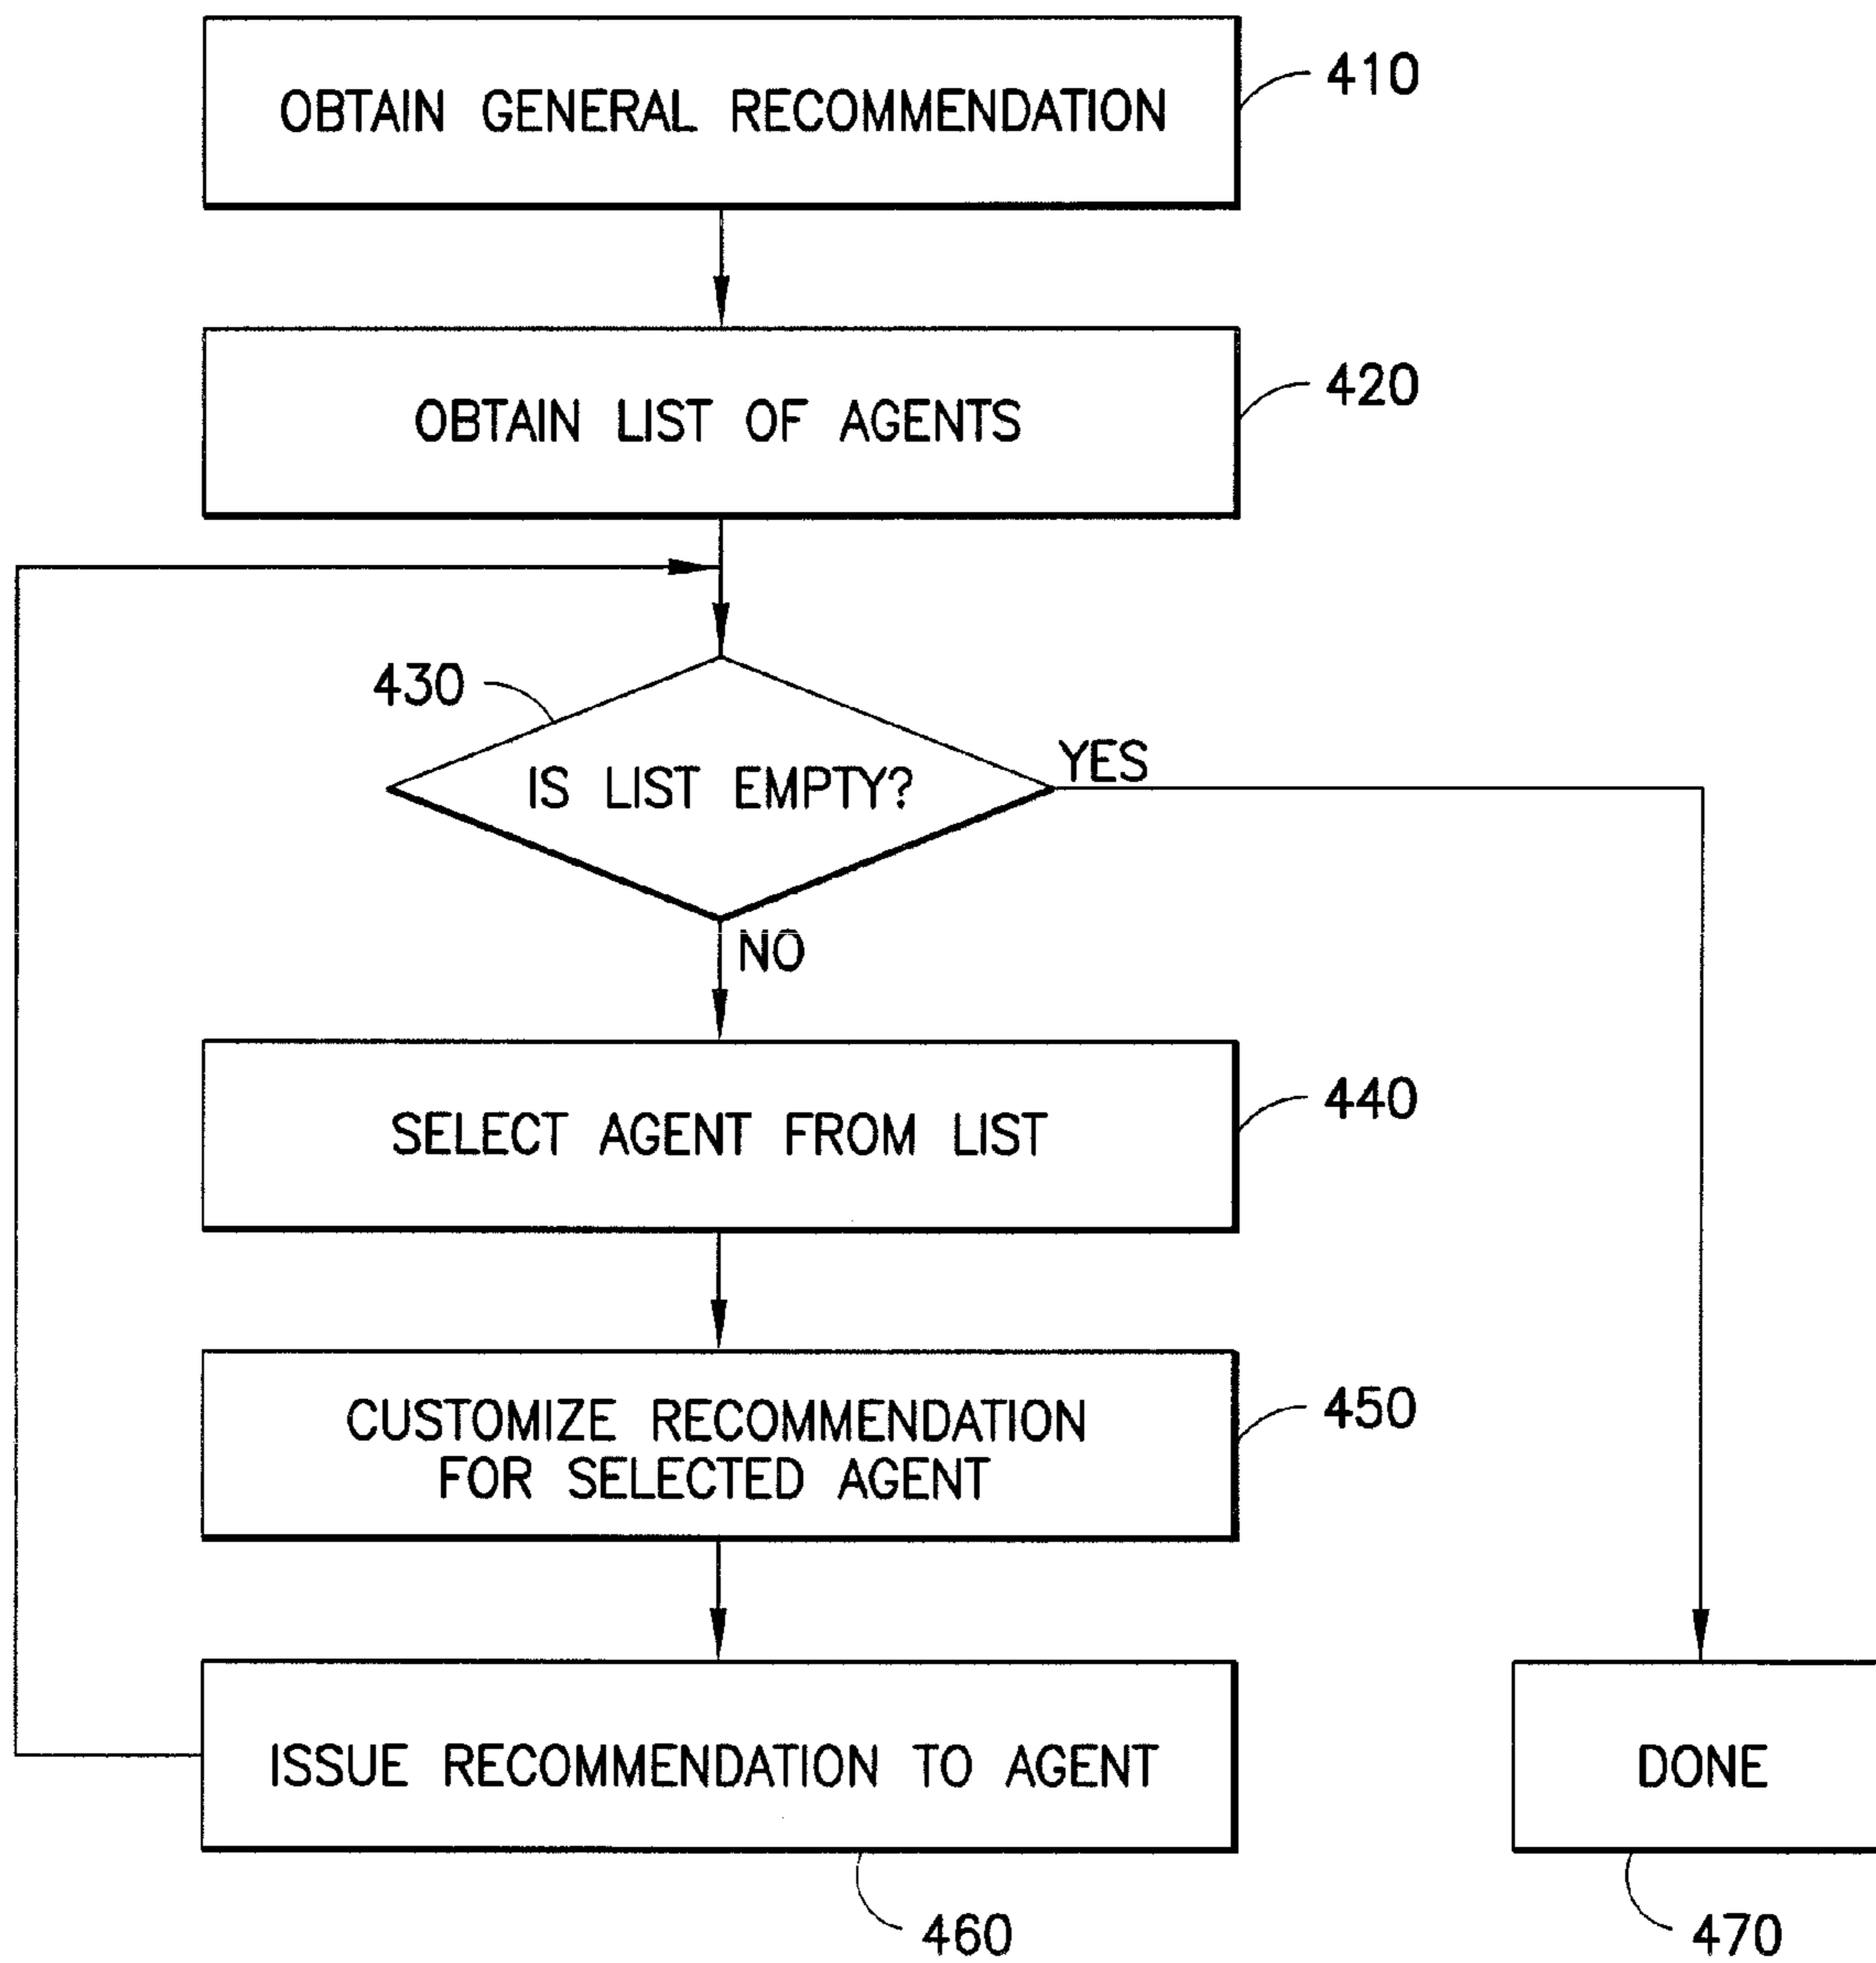 OBTAIN GENERAL RECOMMENDATION
410
OBTAIN LIST OF AGENTS
420
430
IS LIST EMPTY?
YES
NO
SELECT AGENT FROM LIST
440
CUSTOMIZE RECOMMENDATION
FOR SELECTED AGENT
450
ISSUE RECOMMENDATION TO AGENT
DONE
460
470